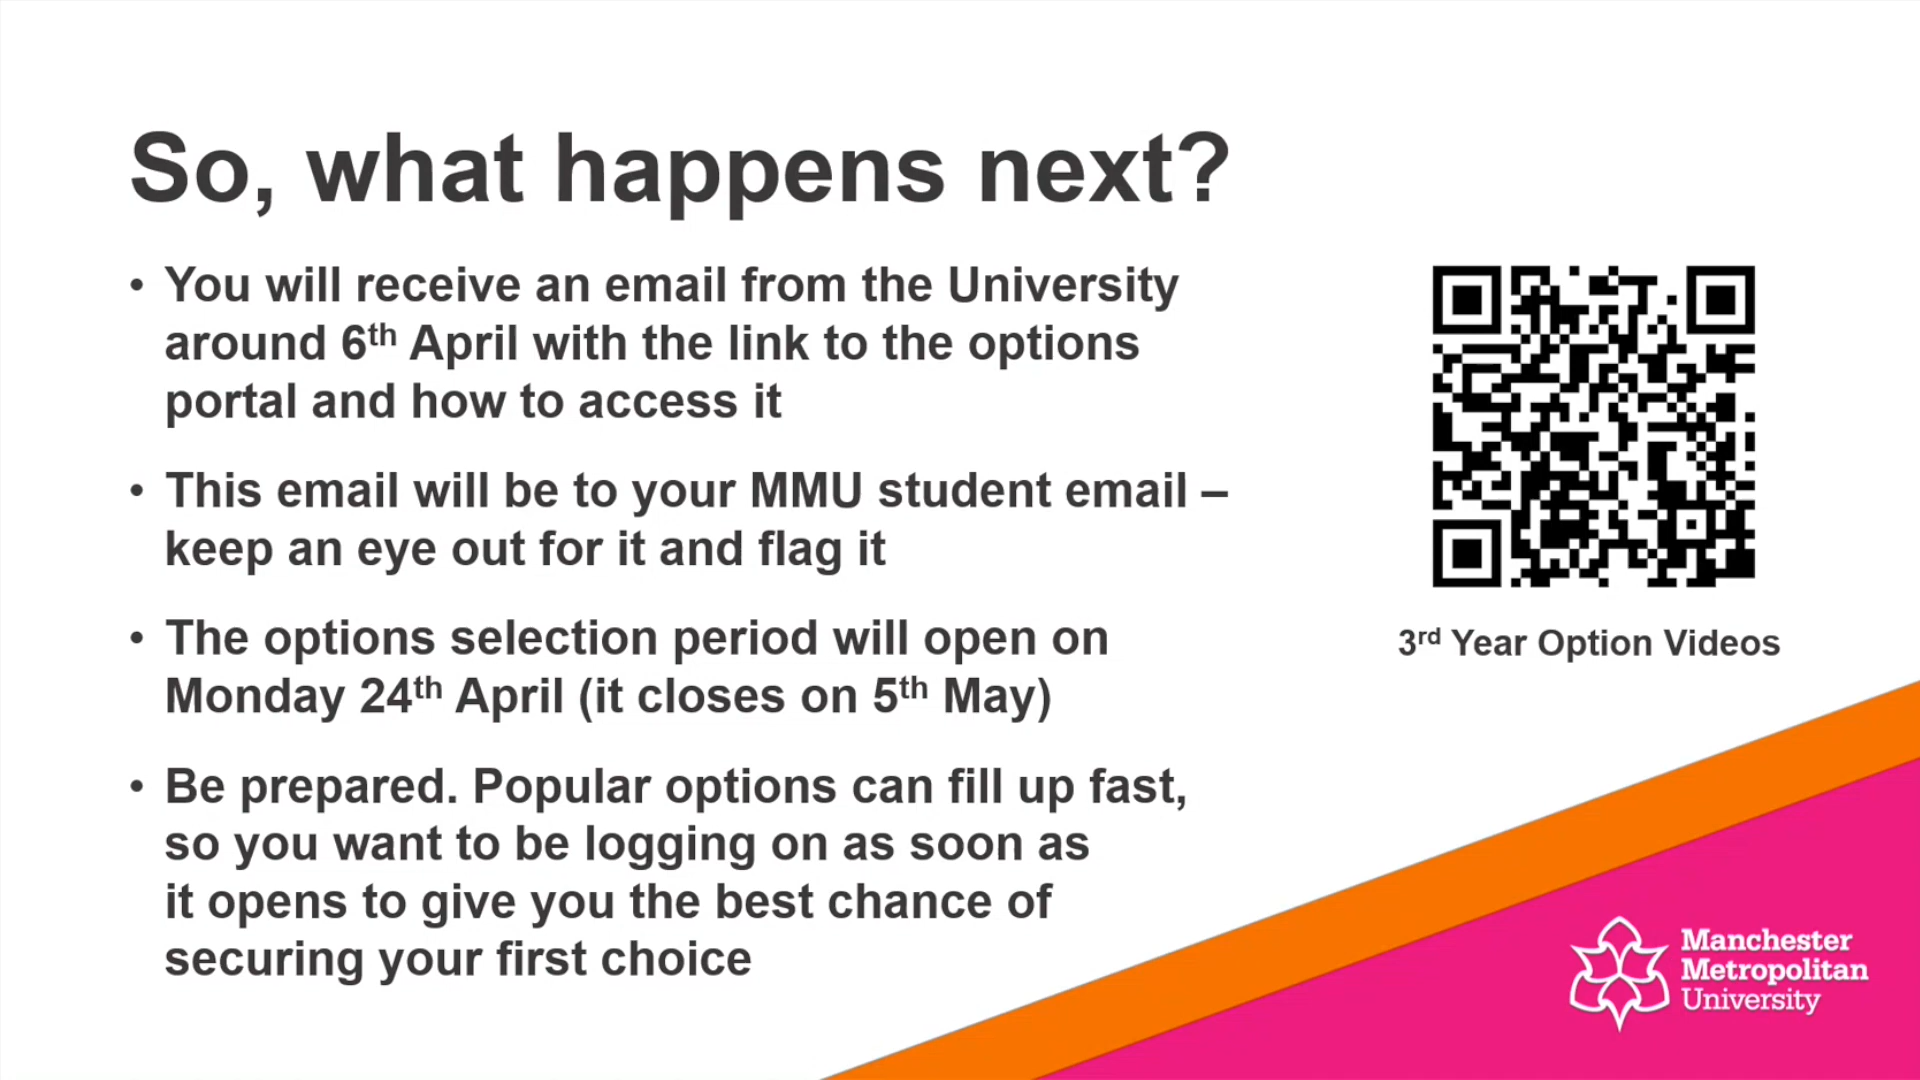 So, what happens next?
• You will receive an email from the University
around 6th April with the link to the options
portal and how to access it
• This email will be to your MMU student email –
keep an eye out for it and flag it
• The options selection period will open on
Monday 24th April (it closes on 5th May)
• Be prepared. Popular options can fill up fast,
so you want to be logging on as soon as
it opens to give you the best chance of
securing your first choice
3rd Year Option Videos
Manchester
Metropolitan
University